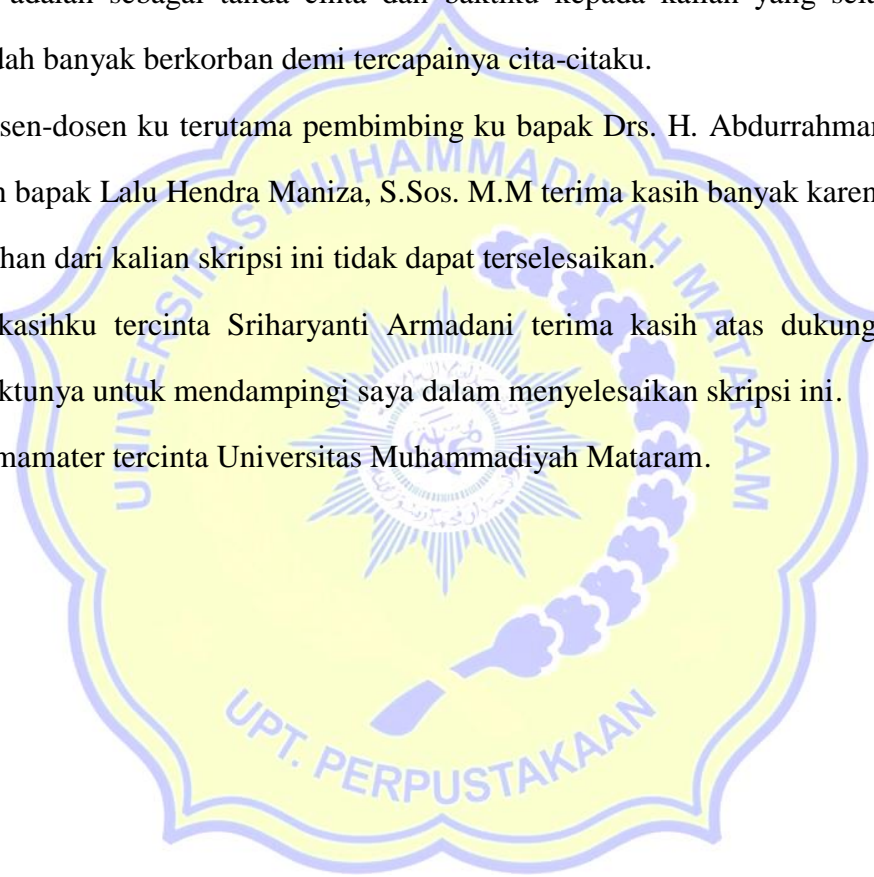 adalah sebagai tanda cinta dan baktiku kepada kalian yang
dah banyak berkorban demi tercapainya cita-citaku.
sen-dosen ku terutama pembimbing ku bapak Drs. H. Abdurrahman
n bapak Lalu Hendra Maniza, S.Sos. M.M terima kasih banyak karen
han dari kalian skripsi ini tidak dapat terselesaikan.
kasihku tercinta Sriharyanti Armadani terima kasih atas dukung
ktunya untuk mendampingi saya dalam menyelesaikan skripsi ini.
mamater tercinta Universitas Muhammadiyah Mataram.
UNIVERSITAS MUHAMMADIYAH MATARAM
UPT. PERPUSTAKAAN